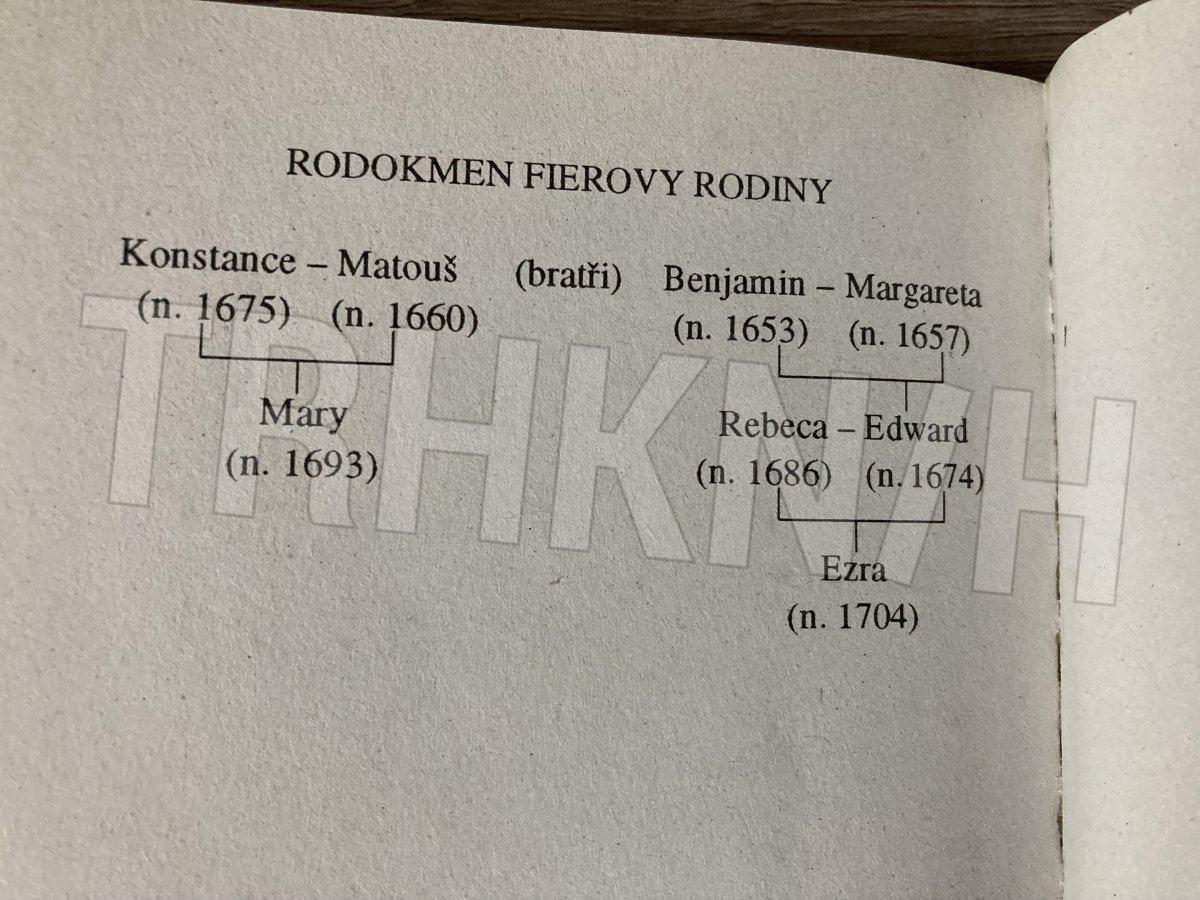 RODOKMEN FIEROVY RODINY
Konstance – Matouš (bratři) Benjamin – Margareta
(n. 1675) (n. 1660) (n. 1653) (n. 1657)
Mary Rebeca – Edward
(n. 1693) (n. 1686) (n. 1674)
Ezra
(n. 1704)
TRHKNIH